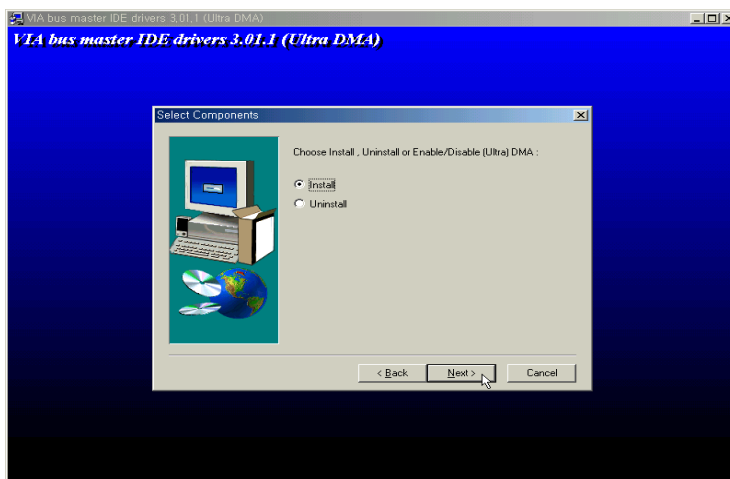 VIA bus master IDE drivers 3,01,1 (Ultra DMA)
VIA bus master IDE drivers 3.01.1 (Ultra DMA)
Select Components
Choose Install , Uninstall or Enable/Disable (Ultra) DMA :
Install
Uninstall
< Back Next > Cancel